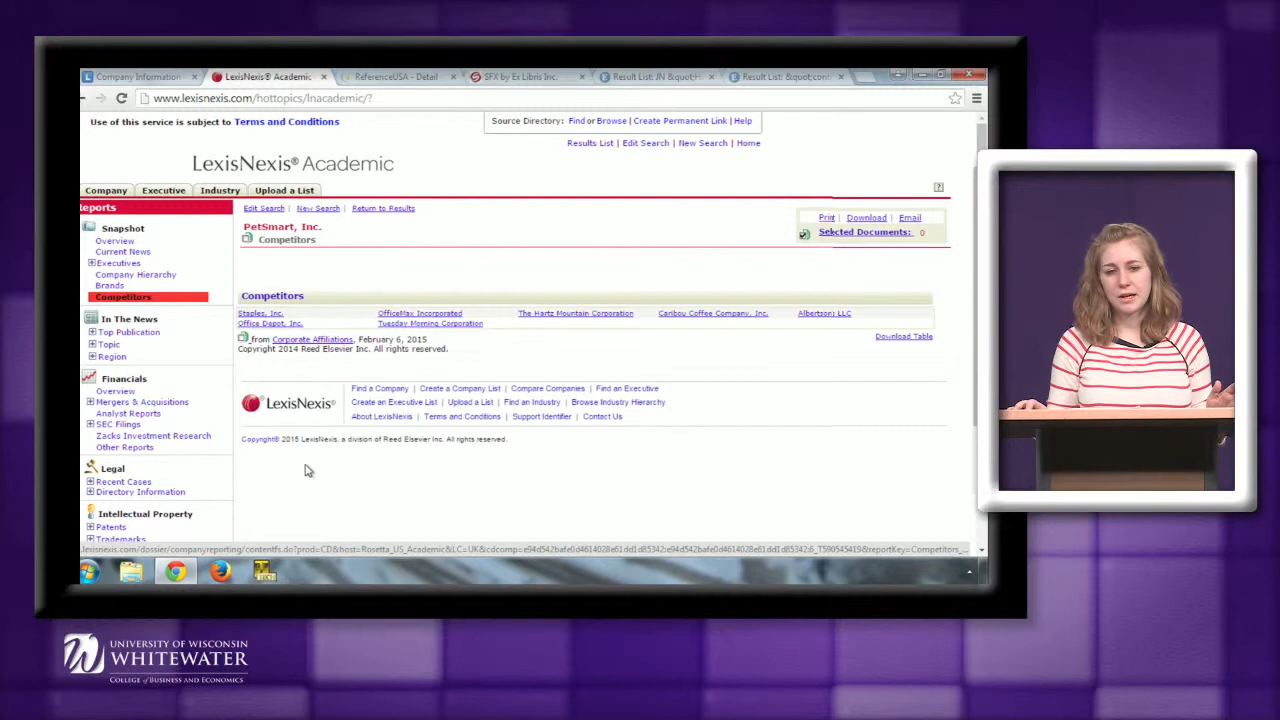 Company Information
LexisNexis® Academic
ReferenceUSA - Detail
SFX by Ex Libris Inc.
Result List: JN &quot;H
Result List: &quot;con
www.lexisnexis.com/hottopics/lnacademic/?
Use of this service is subject to Terms and Conditions
Source Directory: Find or Browse | Create Permanent Link | Help
Results List | Edit Search | New Search | Home
LexisNexis® Academic
Company
Executive
Industry
Upload a List
Reports
Edit Search | New Search | Return to Results
Print | Download | Email
Selected Documents: 0
PetSmart, Inc.
Competitors
Snapshot
Overview
Current News
Executives
Company Hierarchy
Brands
Competitors
In The News
Top Publication
Topic
Region
Financials
Overview
Mergers & Acquisitions
Analyst Reports
SEC Filings
Zacks Investment Research
Other Reports
Legal
Recent Cases
Directory Information
Intellectual Property
Patents
Trademarks
Competitors
Staples, Inc. OfficeMax Incorporated The Hartz Mountain Corporation Caribou Coffee Company, Inc. Albertson's LLC
Office Depot, Inc. Tuesday Morning Corporation
from Corporate Affiliations, February 6, 2015
Download Table
Copyright 2014 Reed Elsevier Inc. All rights reserved.
LexisNexis®
Find a Company | Create a Company List | Compare Companies | Find an Executive
Create an Executive List | Upload a List | Find an Industry | Browse Industry Hierarchy
About LexisNexis | Terms and Conditions | Support Identifier | Contact Us
Copyright© 2015 LexisNexis, a division of Reed Elsevier Inc. All rights reserved.
UNIVERSITY OF WISCONSIN
WHITEWATER
COLLEGE of BUSINESS AND ECONOMICS